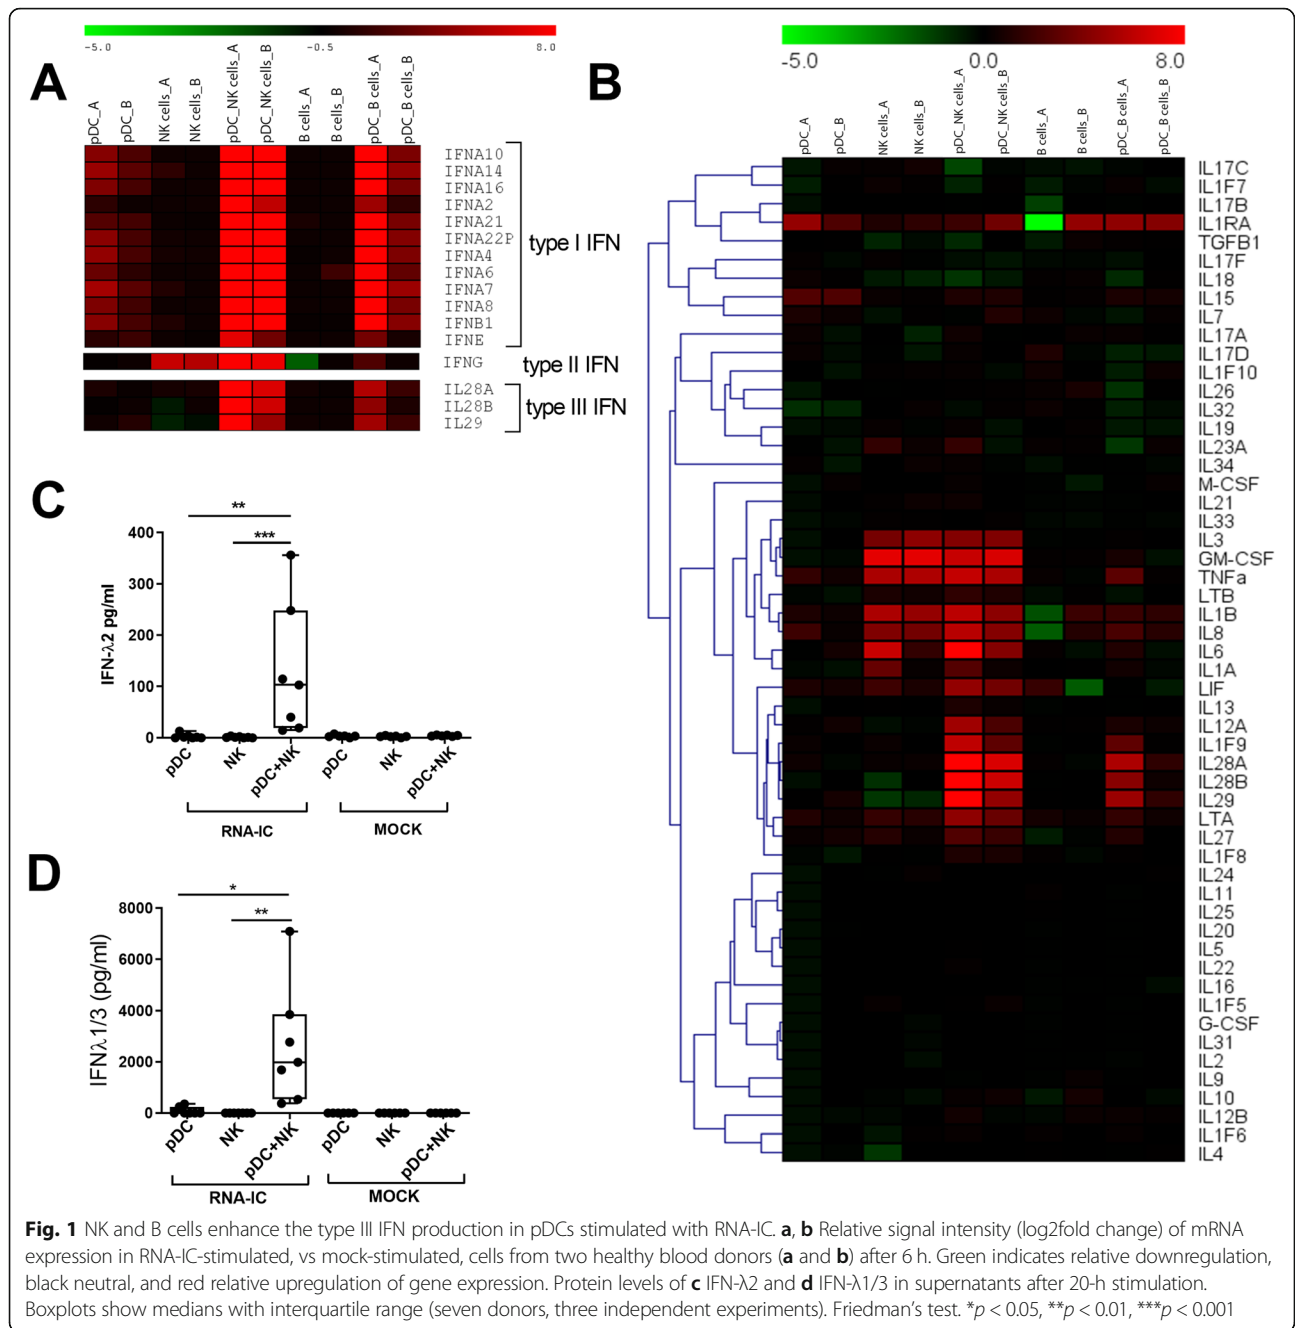 A
-5.0
-0.5
8.0
pDC_A
pDC_B
NK cells_A
NK cells_B
pDC_NK cells_A
pDC_NK cells_B
B cells_A
B cells_B
pDC_B cells_A
pDC_B cells_B
IFNA10
IFNA14
IFNA16
IFNA2
IFNA21
IFNA22P
IFNA4
IFNA6
IFNA7
IFNA8
IFNB1
IFNE
type I IFN
IFNG
type II IFN
IL28A
IL28B
IL29
type III IFN
B
-5.0
0.0
8.0
pDC_A
pDC_B
NK cells_A
NK cells_B
pDC_NK cells_A
pDC_NK cells_B
B cells_A
B cells_B
pDC_B cells_A
pDC_B cells_B
IL17C
IL1F7
IL17B
IL1RA
TGFB1
IL17F
IL18
IL15
IL7
IL17A
IL17D
IL1F10
IL26
IL32
IL19
IL23A
IL34
M-CSF
IL21
IL33
IL3
GM-CSF
TNFa
LTB
IL1B
IL8
IL6
IL1A
LIF
IL13
IL12A
IL1F9
IL28A
IL28B
IL29
LTA
IL27
IL1F8
IL24
IL11
IL25
IL20
IL5
IL22
IL16
IL1F5
G-CSF
IL31
IL2
IL9
IL10
IL12B
IL1F6
IL4
C
**
***
IFN-λ2 pg/ml
400
300
200
100
0
pDC
NK
pDC+NK
pDC
NK
pDC+NK
RNA-IC
MOCK
D
*
**
IFNλ1/3 (pg/ml)
8000
6000
4000
2000
0
pDC
NK
pDC+NK
pDC
NK
pDC+NK
RNA-IC
MOCK
Fig. 1 NK and B cells enhance the type III IFN production in pDCs stimulated with RNA-IC. a, b Relative signal intensity (log2fold change) of mRNA
expression in RNA-IC-stimulated, vs mock-stimulated, cells from two healthy blood donors (a and b) after 6 h. Green indicates relative downregulation,
black neutral, and red relative upregulation of gene expression. Protein levels of c IFN-λ2 and d IFN-λ1/3 in supernatants after 20-h stimulation.
Boxplots show medians with interquartile range (seven donors, three independent experiments). Friedman's test. *p < 0.05, **p < 0.01, ***p < 0.001